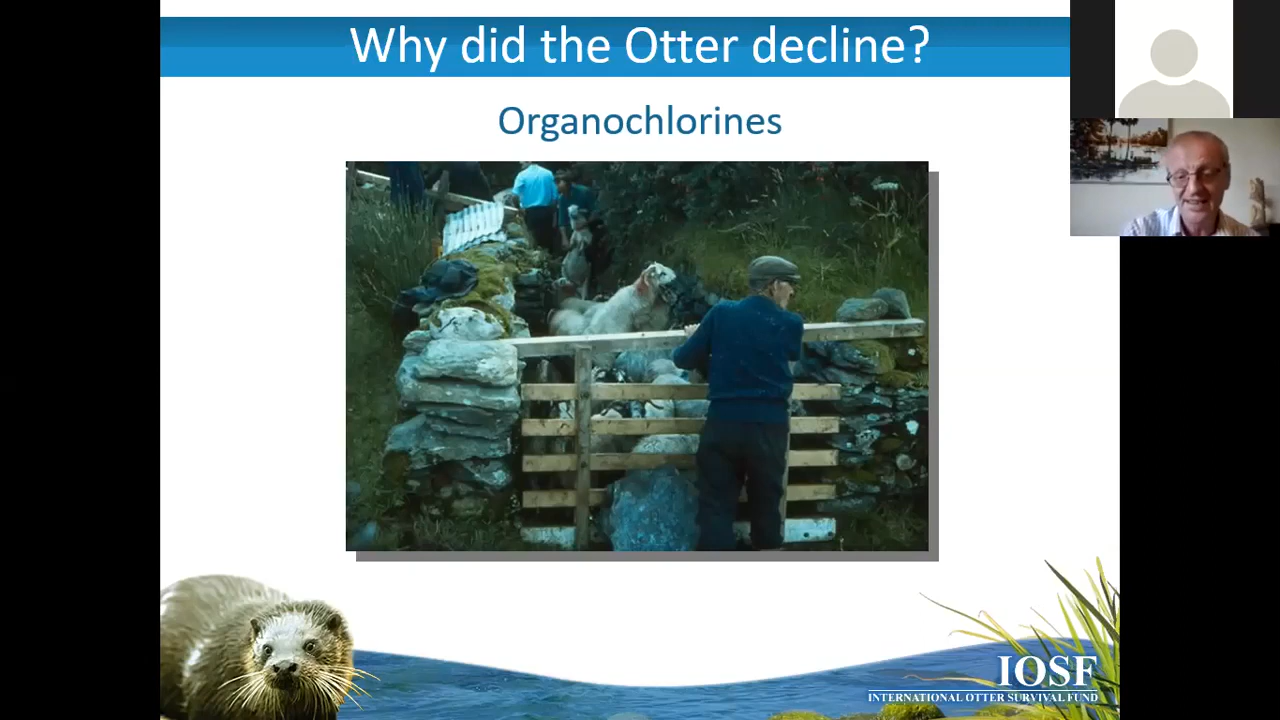 Why did the Otter decline?
Organochlorines
IOSF
INTERNATIONAL OTTER SURVIVAL FUND